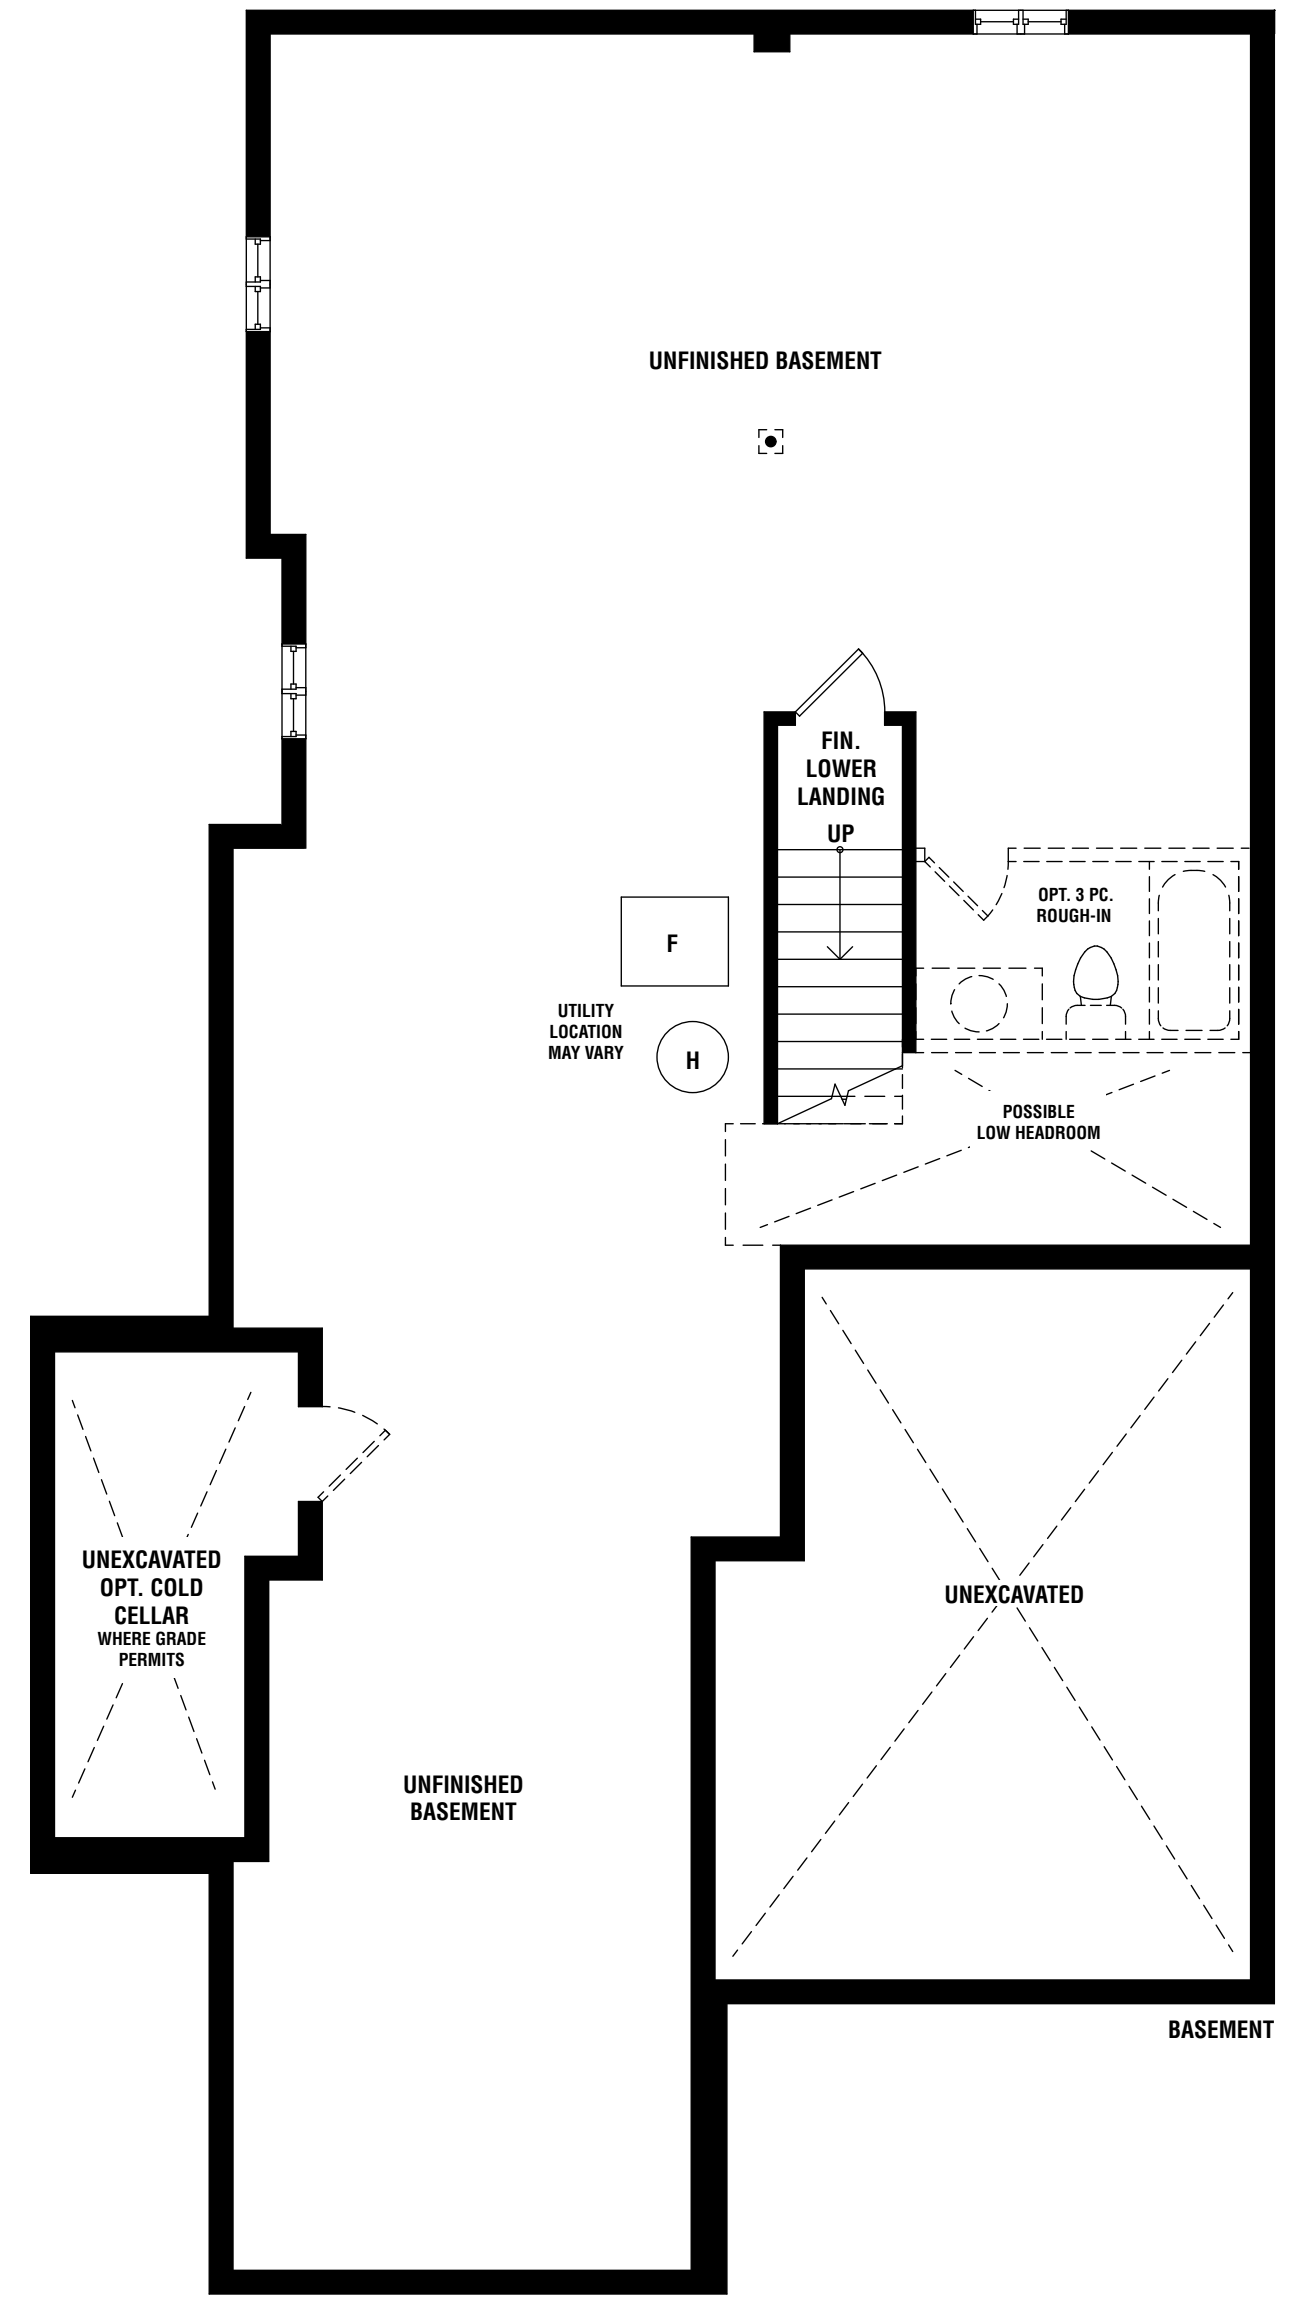 UNFINISHED BASEMENT
FIN.
LOWER
LANDING
UP
OPT. 3 PC.
ROUGH-IN
F
UTILITY
LOCATION
MAY VARY
H
POSSIBLE
LOW HEADROOM
UNEXCAVATED
OPT. COLD
CELLAR
WHERE GRADE
PERMITS
UNEXCAVATED
UNFINISHED
BASEMENT
BASEMENT